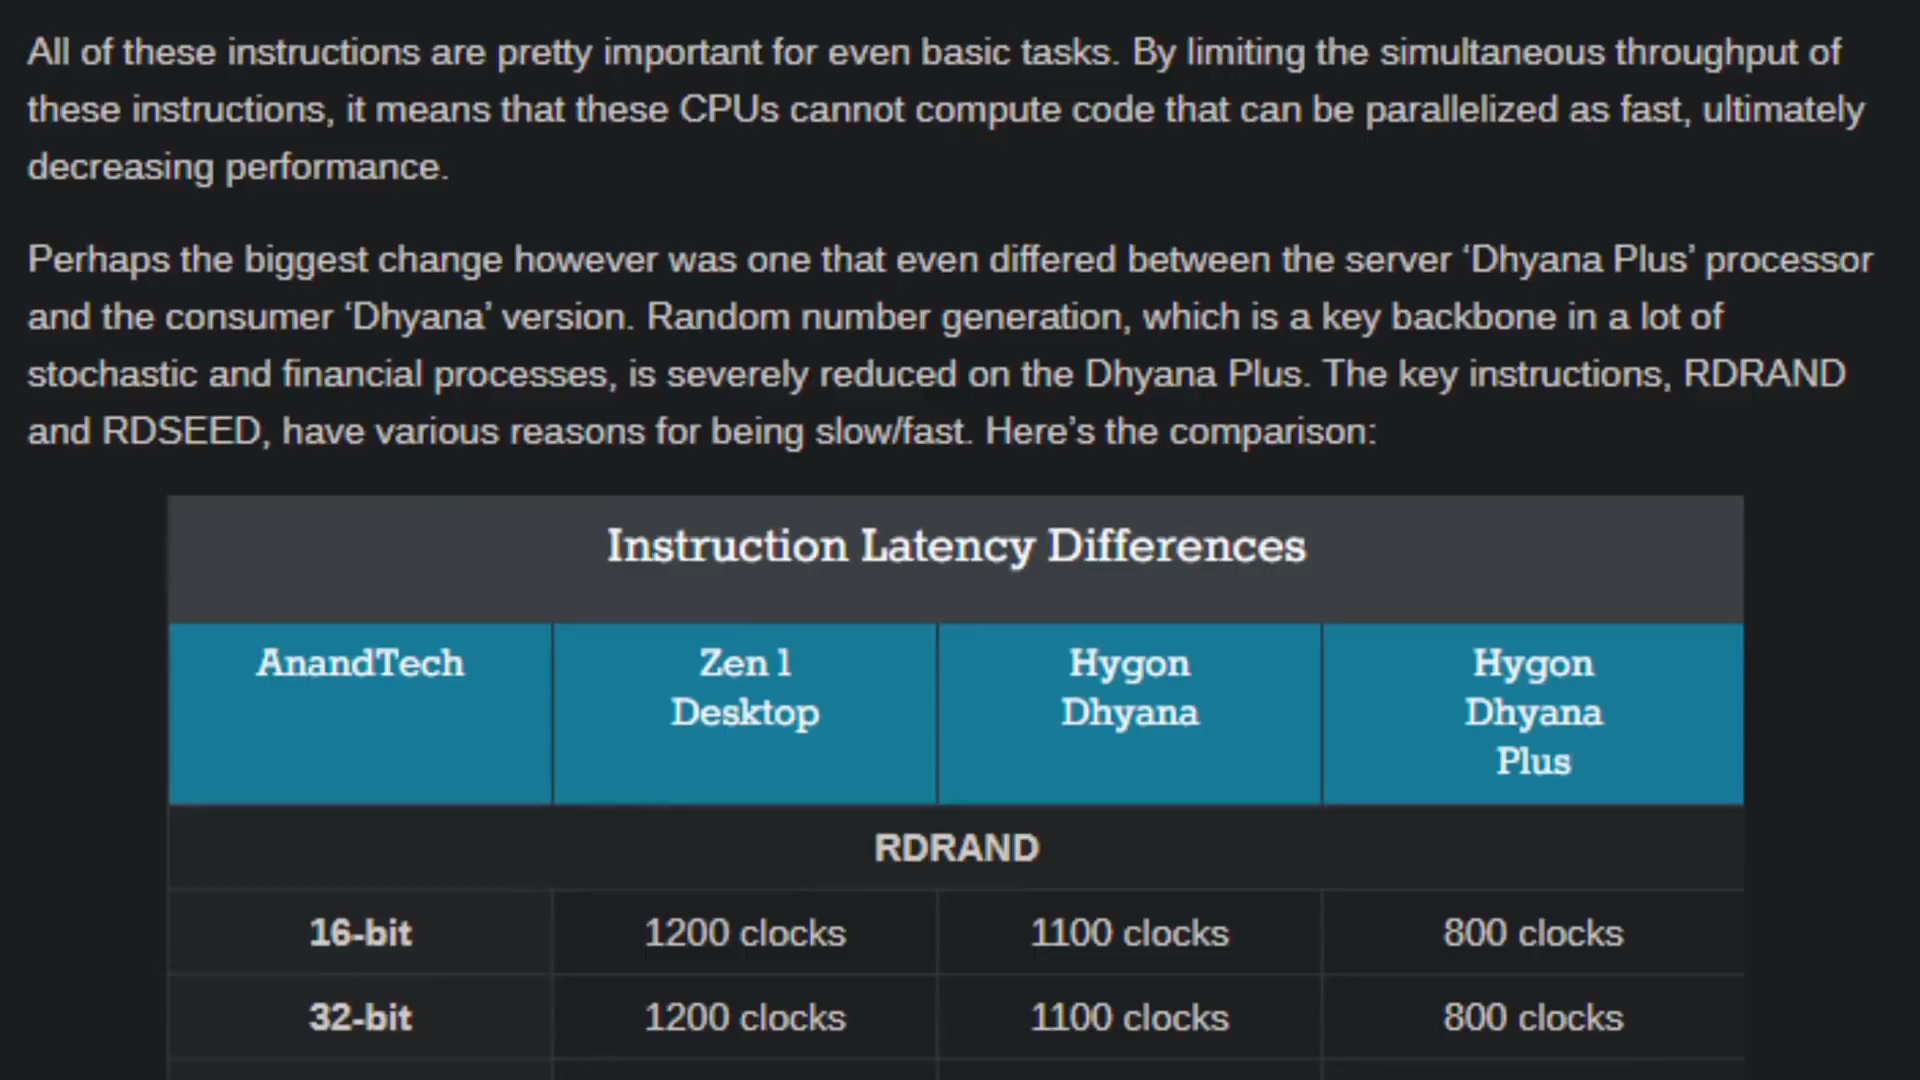 All of these instructions are pretty important for even basic tasks. By limiting the simultaneous throughput of
these instructions, it means that these CPUs cannot compute code that can be parallelized as fast, ultimately
decreasing performance.
Perhaps the biggest change however was one that even differed between the server ‘Dhyana Plus’ processor
and the consumer ‘Dhyana’ version. Random number generation, which is a key backbone in a lot of
stochastic and financial processes, is severely reduced on the Dhyana Plus. The key instructions, RDRAND
and RDSEED, have various reasons for being slow/fast. Here’s the comparison:
Instruction Latency Differences
AnandTech Zen 1 Hygon Hygon
Desktop Dhyana Dhyana
Plus
RDRAND
16-bit 1200 clocks 1100 clocks 800 clocks
32-bit 1200 clocks 1100 clocks 800 clocks